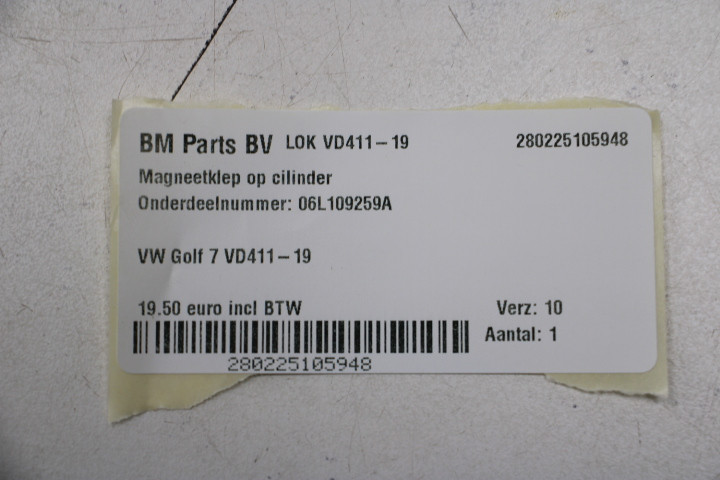 BM Parts BV LOK VD411-19 280225105948
Magneetklep op cilinder
Onderdeelnummer: 06L109259A
VW Golf 7 VD411-19
19.50 euro incl BTW Verz: 10
Aantal: 1
280225105948